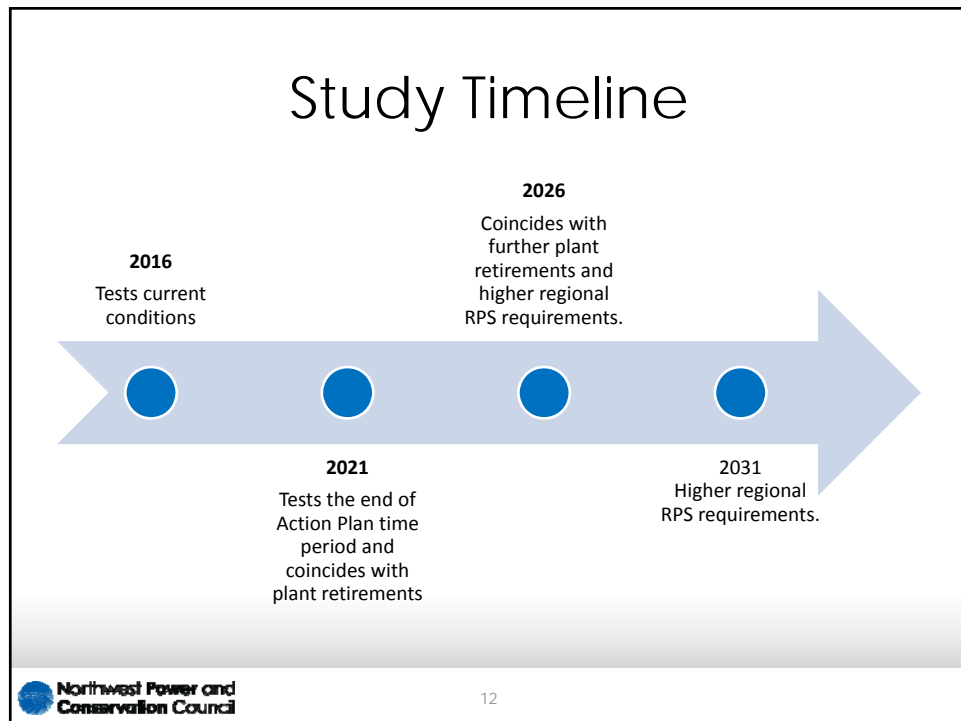 Study Timeline
2016
Tests current
conditions
2021
Tests the end of
Action Plan time
period and
coincides with
plant retirements
2026
Coincides with
further plant
retirements and
higher regional
RPS requirements.
2031
Higher regional
RPS requirements.
Northwest Power and
Conservation Council
12